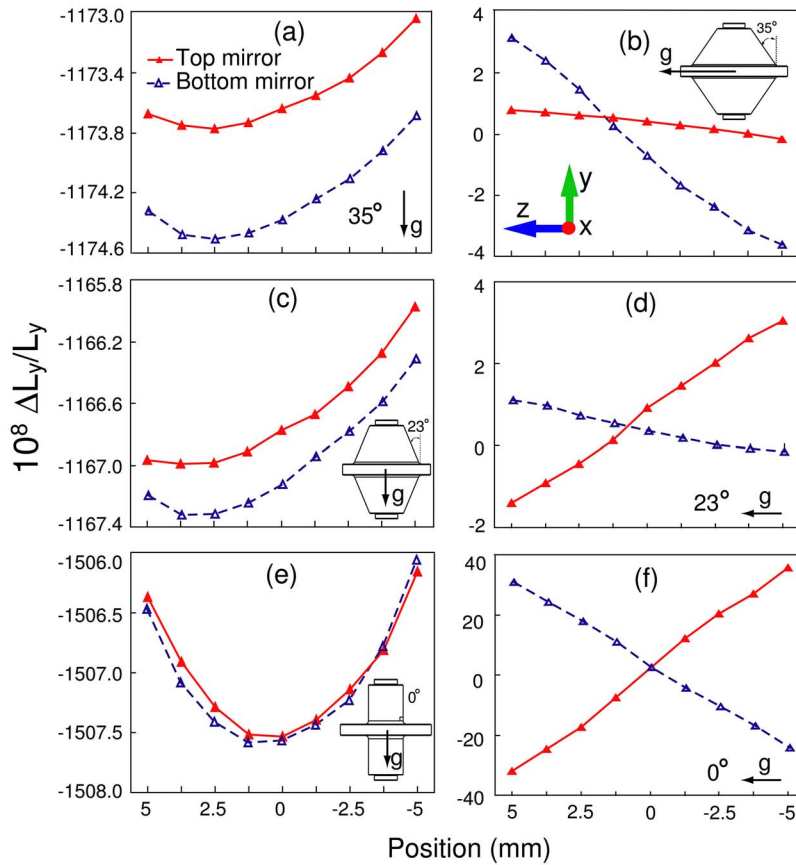 10⁸ ΔLy/Ly
(a)
-1173.0
-1173.4
-1173.8
-1174.2
-1174.6
Top mirror
Bottom mirror
35°
g
(b)
4
2
0
-2
-4
35°
g
y
z
x
(c)
-1165.8
-1166.2
-1166.6
-1167.0
-1167.4
23°
g
(d)
4
2
0
-2
23°
g
(e)
-1506.0
-1506.5
-1507.0
-1507.5
-1508.0
0°
g
5 2.5 0 -2.5 -5
(f)
40
20
0
-20
-40
0°
g
5 2.5 0 -2.5 -5
Position (mm)